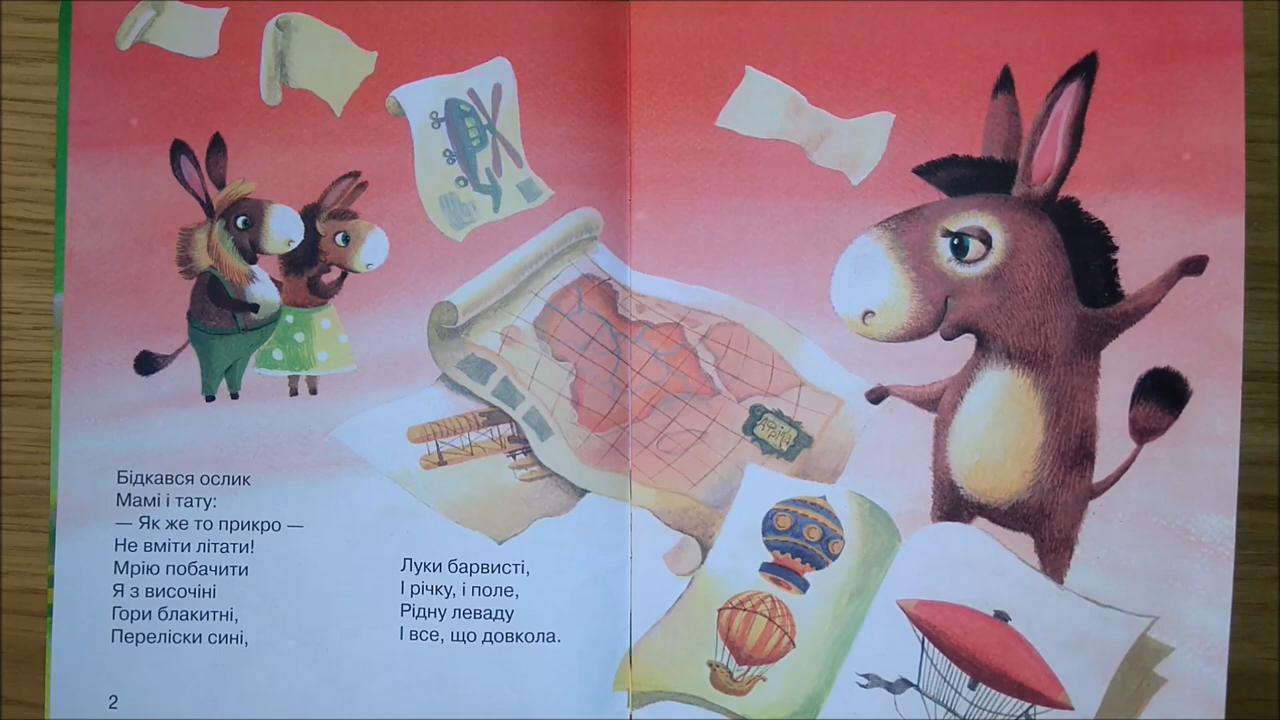 Бідкався ослик
Мамі і тату:
— Як же то прикро —
Не вміти літати!
Мрію побачити
Я з височіні
Гори блакитні,
Переліски сині,
Луки барвисті,
І річку, і поле,
Рідну леваду
І все, що довкола.
2
АФРІКА